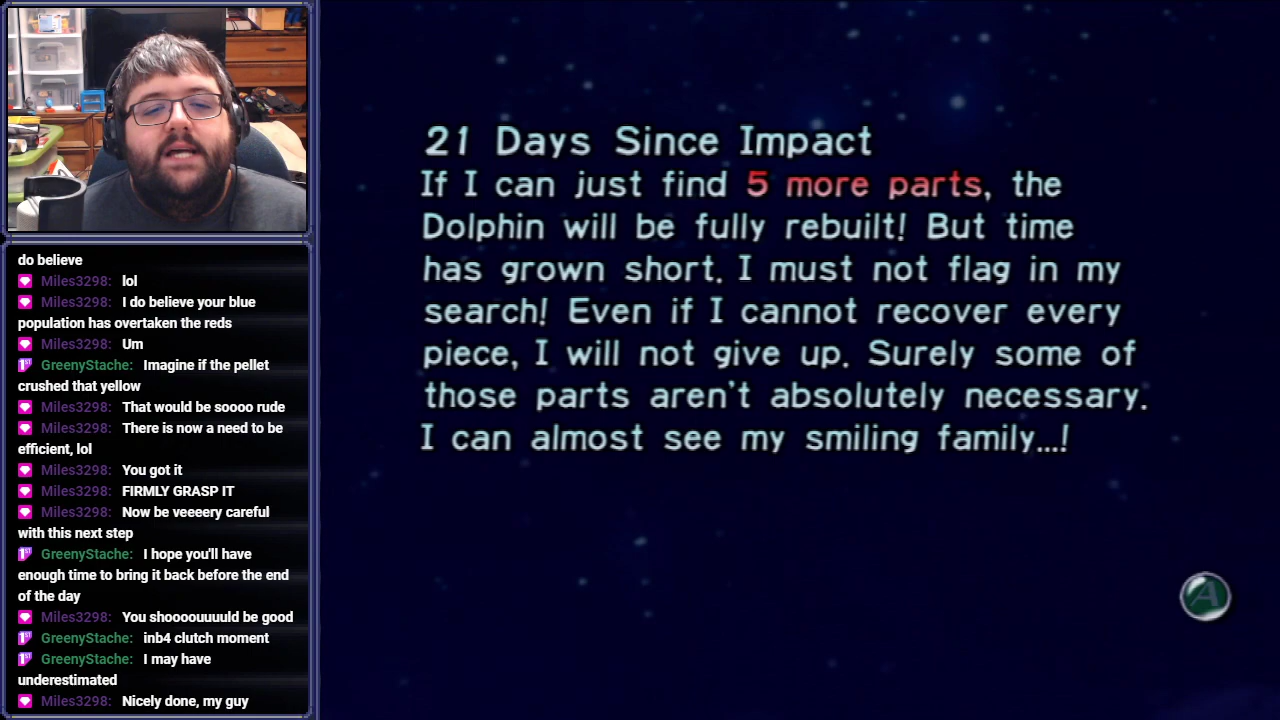 do believe
Miles3298: lol
Miles3298: I do believe your blue
population has overtaken the reds
Miles3298: Um
1ST GreenyStache: Imagine if the pellet
crushed that yellow
Miles3298: That would be soooo rude
Miles3298: There is now a need to be
efficient, lol
Miles3298: You got it
Miles3298: FIRMLY GRASP IT
Miles3298: Now be veeeery careful
with this next step
1ST GreenyStache: I hope you'll have
enough time to bring it back before the end
of the day
Miles3298: You shoooouuuuld be good
1ST GreenyStache: inb4 clutch moment
1ST GreenyStache: I may have
underestimated
Miles3298: Nicely done, my guy
21 Days Since Impact
If I can just find 5 more parts, the
Dolphin will be fully rebuilt! But time
has grown short. I must not flag in my
search! Even if I cannot recover every
piece, I will not give up. Surely some of
those parts aren't absolutely necessary.
I can almost see my smiling family...!
A